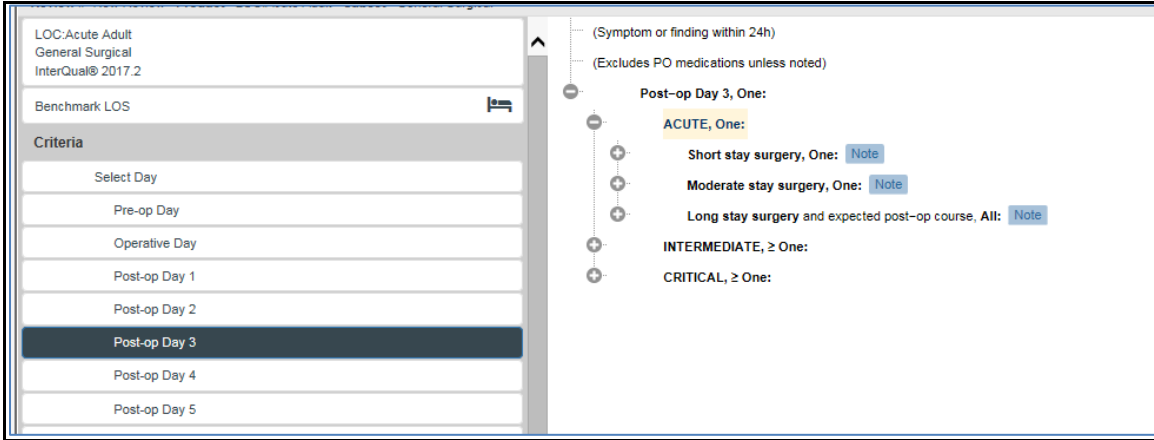 LOC:Acute Adult
General Surgical
InterQual® 2017.2
Benchmark LOS
Criteria
Select Day
Pre-op Day
Operative Day
Post-op Day 1
Post-op Day 2
Post-op Day 3
Post-op Day 4
Post-op Day 5
(Symptom or finding within 24h)
(Excludes PO medications unless noted)
Post-op Day 3, One:
ACUTE, One:
Short stay surgery, One: Note
Moderate stay surgery, One: Note
Long stay surgery and expected post-op course, All: Note
INTERMEDIATE, ≥ One:
CRITICAL, ≥ One: